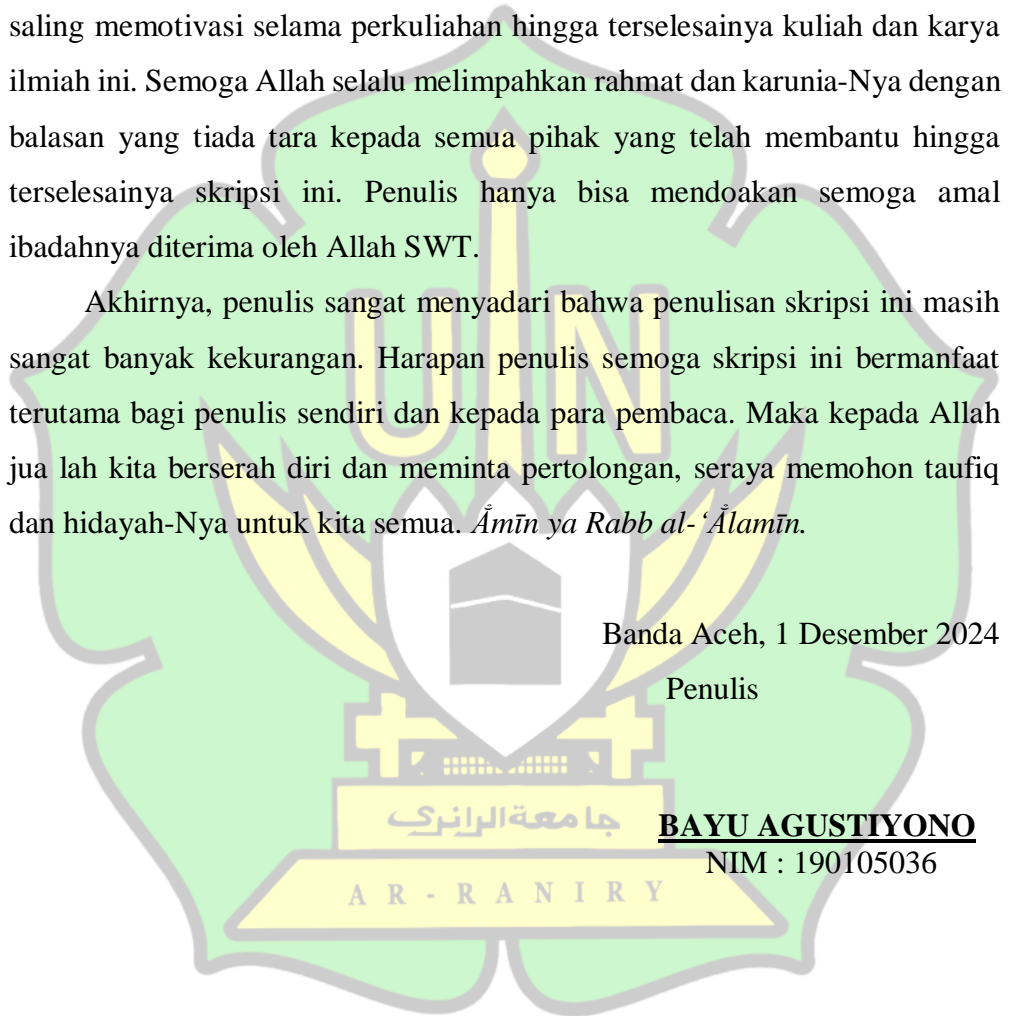 saling memotivasi selama perkuliahan hingga terselesainya kuliah dan karya
ilmiah ini. Semoga Allah selalu melimpahkan rahmat dan karunia-Nya dengan
balasan yang tiada tara kepada semua pihak yang telah membantu hingga
terselesainya skripsi ini. Penulis hanya bisa mendoakan semoga amal
ibadahnya diterima oleh Allah SWT.
Akhirnya, penulis sangat menyadari bahwa penulisan skripsi ini masih
sangat banyak kekurangan. Harapan penulis semoga skripsi ini bermanfaat
terutama bagi penulis sendiri dan kepada para pembaca. Maka kepada Allah
jua lah kita berserah diri dan meminta pertolongan, seraya memohon taufiq
dan hidayah-Nya untuk kita semua. Åmīn ya Rabb al-‘Ålamīn.
Banda Aceh, 1 Desember 2024
Penulis
BAYU AGUSTIYONO
NIM : 190105036
UIN
جامعةالرانري
AR-RANIRY